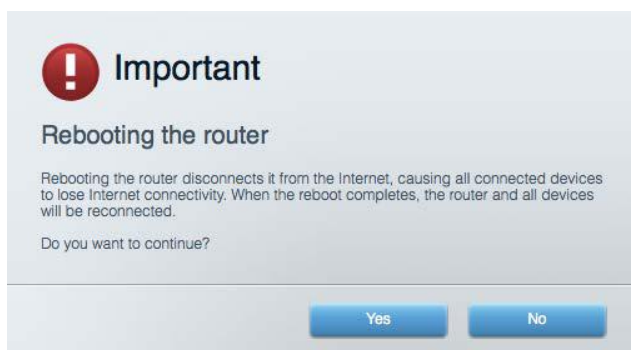 Important
Rebooting the router
Rebooting the router disconnects it from the Internet, causing all connected devices
to lose Internet connectivity. When the reboot completes, the router and all devices
will be reconnected.
Do you want to continue?
Yes No